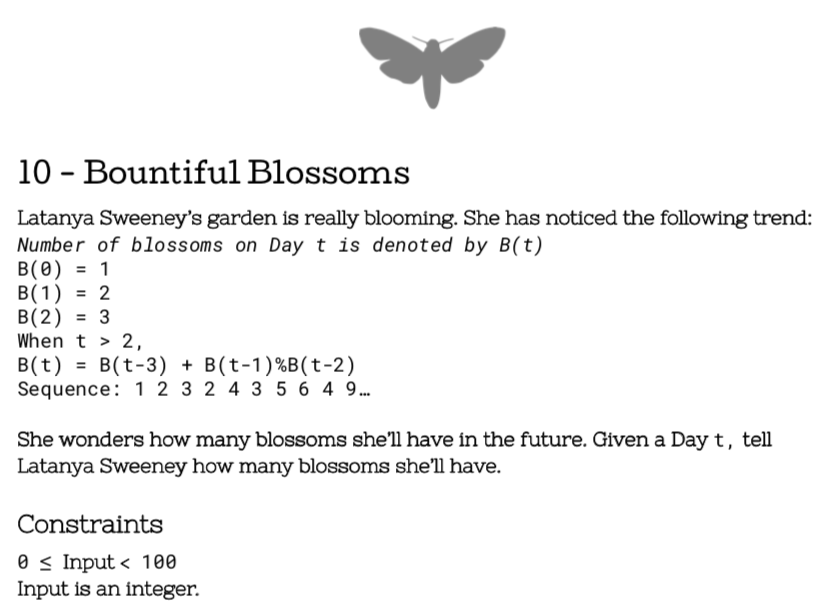 10 - Bountiful Blossoms
Latanya Sweeney's garden is really blooming. She has noticed the following trend:
Number of blossoms on Day t is denoted by B(t)
B(0) = 1
B(1) = 2
B(2) = 3
When t > 2,
B(t) = B(t-3) + B(t-1)%B(t-2)
Sequence: 1 2 3 2 4 3 5 6 4 9…
She wonders how many blossoms she'll have in the future. Given a Day t, tell
Latanya Sweeney how many blossoms she'll have.
Constraints
0 ≤ Input < 100
Input is an integer.